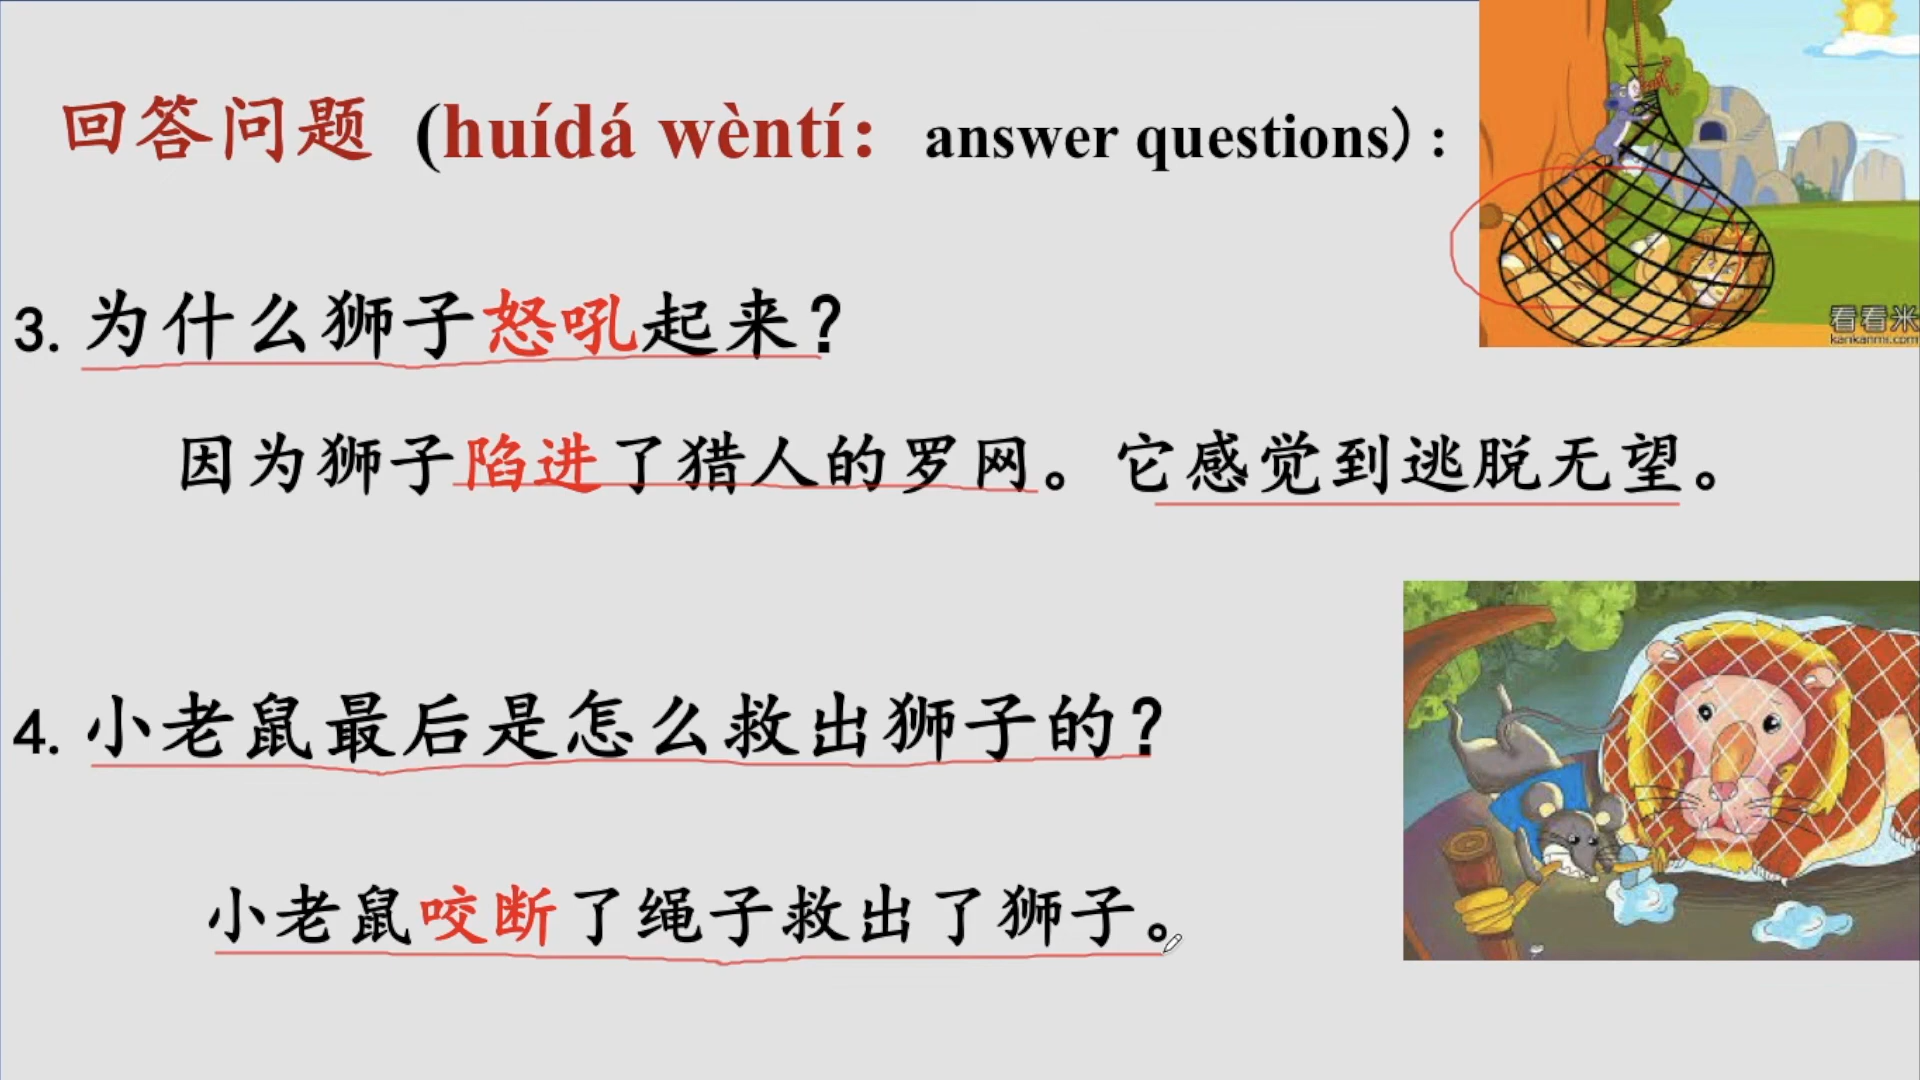 回答问题 (huídá wèntí: answer questions):
3. 为什么狮子怒吼起来?
因为狮子陷进了猎人的罗网。它感觉到逃脱无望。
4. 小老鼠最后是怎么救出狮子的?
小老鼠咬断了绳子救出了狮子。
看看米
kankanmi.com